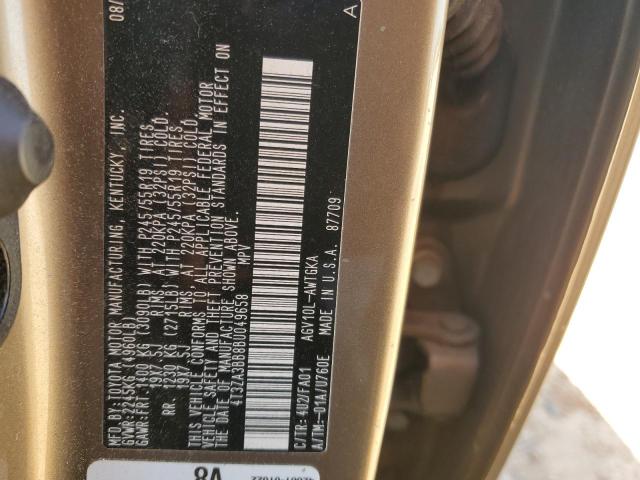 08/
MFD.BY:TOYOTA MOTOR MANUFACTURING, KENTUCKY, INC.
GVWR:2245KG (4960LB)
GAWR:FRT. 1400 KG (3090LB) WITH P245/55R19 TIRES
19X7.5J RIMS, AT 220KPA (32PSI) COLD.
RR. 1230 KG (2715LB) WITH P245/55R19 TIRES
19X7.5J RIMS, AT 220KPA (32PSI) COLD.
THIS VEHICLE CONFORMS TO ALL APPLICABLE FEDERAL MOTOR
VEHICLE SAFETY AND THEFT PREVENTION STANDARDS IN EFFECT ON
THE DATE OF MANUFACTURE SHOWN ABOVE.
4T3ZA3BB8BU049658 MPV
A
AGV10L-AWTGKA
C/TR:4U2/FA01
A/TM:-01A/U760E MADE IN U.S.A. 87709
V8